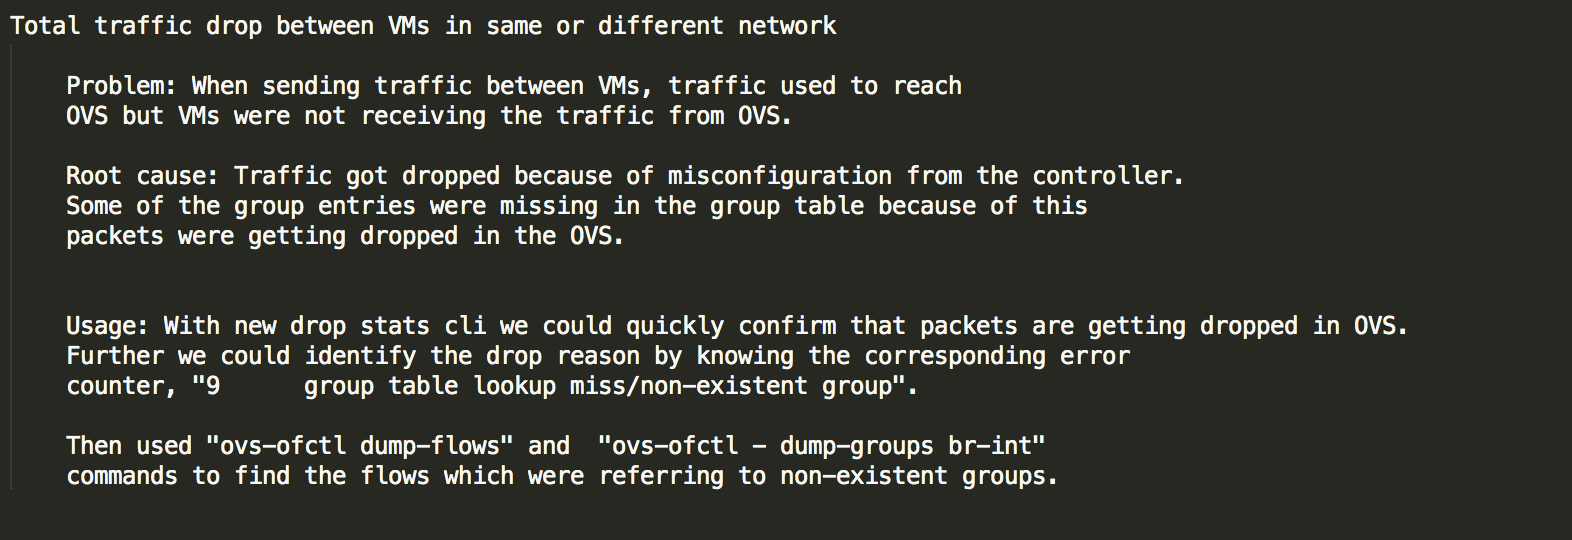 Total traffic drop between VMs in same or different network
Problem: When sending traffic between VMs, traffic used to reach
OVS but VMs were not receiving the traffic from OVS.
Root cause: Traffic got dropped because of misconfiguration from the controller.
Some of the group entries were missing in the group table because of this
packets were getting dropped in the OVS.
Usage: With new drop stats cli we could quickly confirm that packets are getting dropped in OVS.
Further we could identify the drop reason by knowing the corresponding error
counter, "9      group table lookup miss/non-existent group".
Then used "ovs-ofctl dump-flows" and  "ovs-ofctl - dump-groups br-int"
commands to find the flows which were referring to non-existent groups.